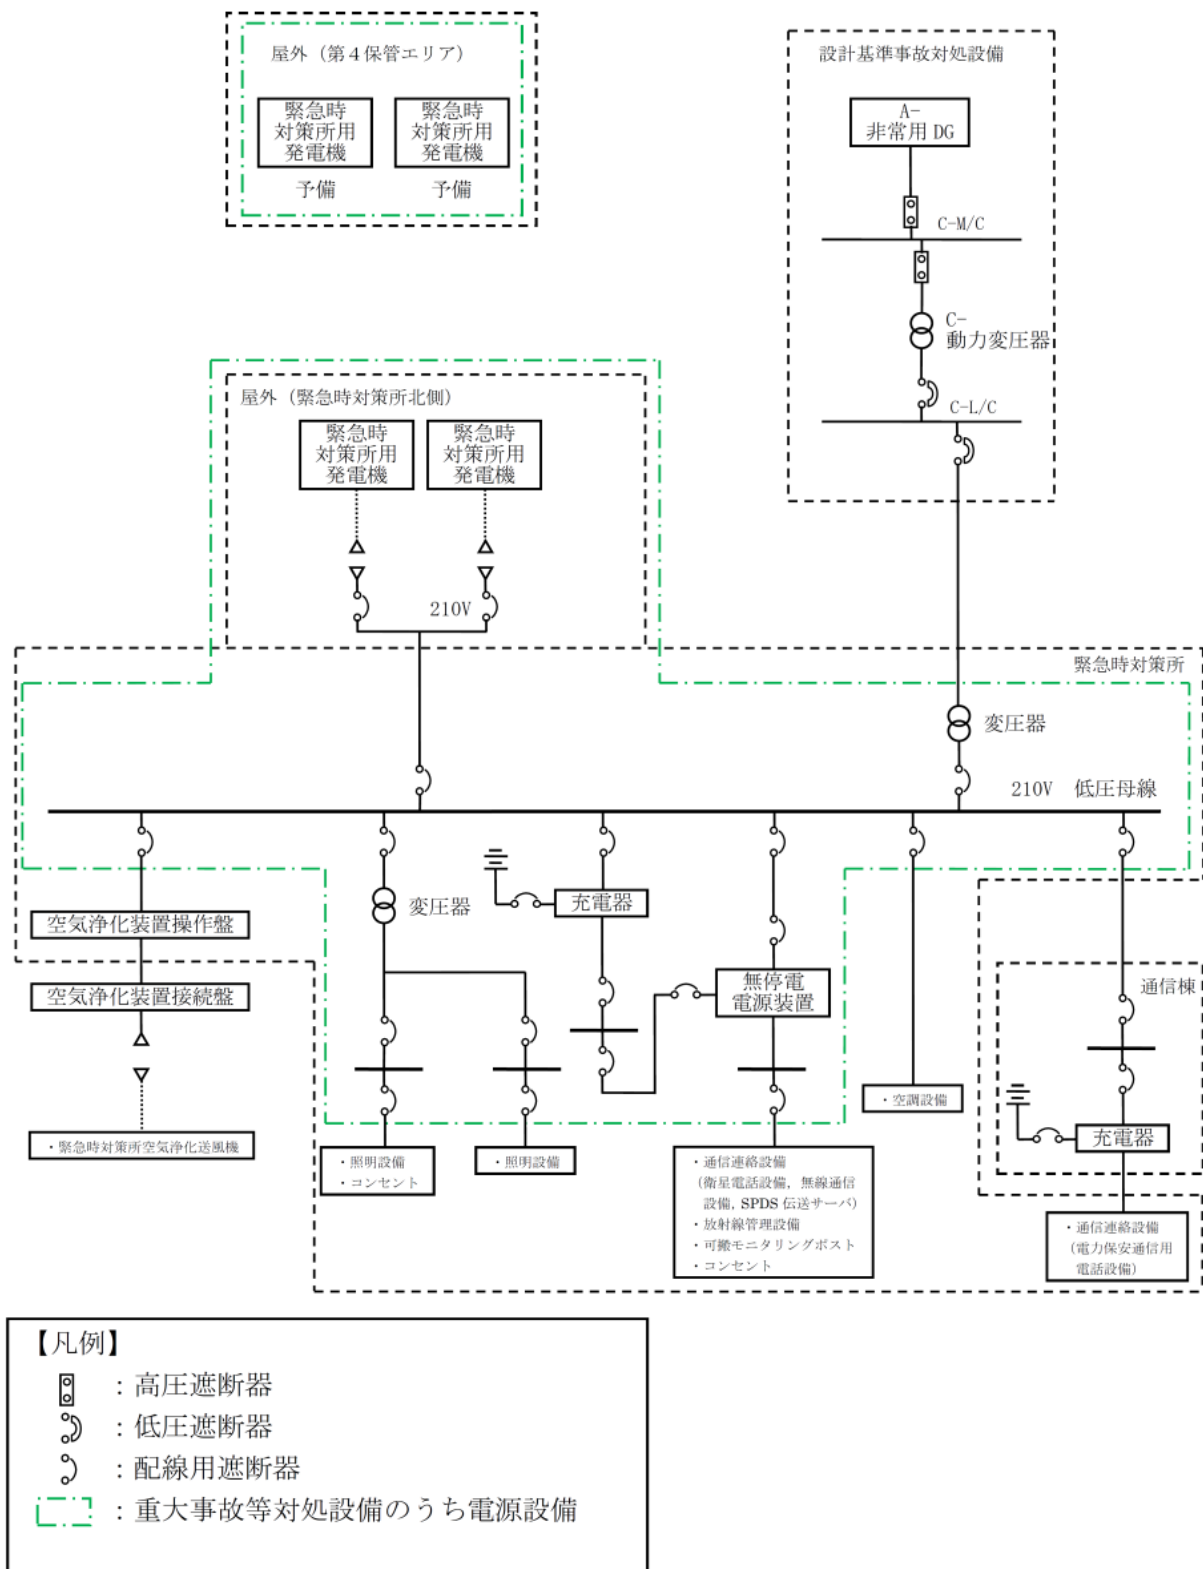 屋外（第４保管エリア）
緊急時
対策所用
発電機
緊急時
対策所用
発電機
予備
予備
設計基準事故対処設備
A-
非常用 DG
C-M/C
C-
動力変圧器
C-L/C
屋外（緊急時対策所北側）
緊急時
対策所用
発電機
緊急時
対策所用
発電機
210V
緊急時対策所
変圧器
210V 低圧母線
空気浄化装置操作盤
空気浄化装置接続盤
・緊急時対策所空気浄化送風機
変圧器
充電器
無停電
電源装置
通信棟
充電器
・空調設備
・照明設備
・コンセント
・照明設備
・通信連絡設備
（衛星電話設備，無線通信
設備，SPDS 伝送サーバ）
・放射線管理設備
・可搬モニタリングポスト
・コンセント
・通信連絡設備
（電力保安通信用
電話設備）
【凡例】
：高圧遮断器
：低圧遮断器
：配線用遮断器
：重大事故等対処設備のうち電源設備